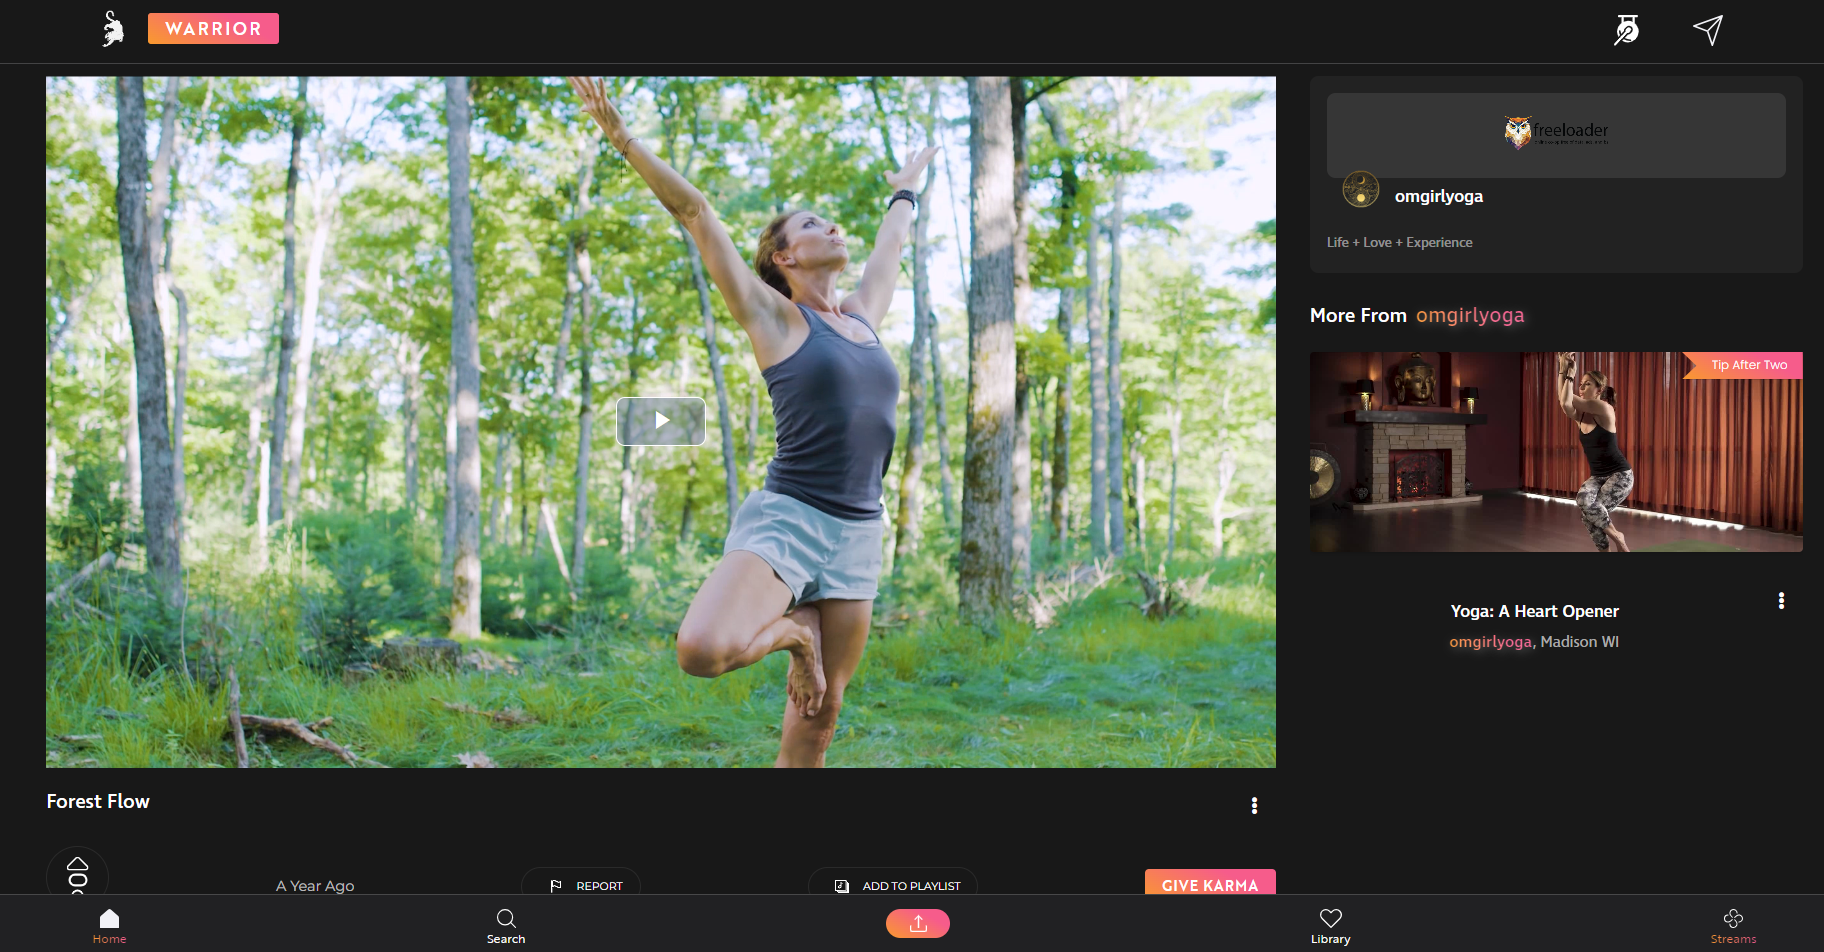 WARRIOR
freeloader
omgirlyoga
Life + Love + Experience
More From omgirlyoga
Tip After Two
Yoga: A Heart Opener
omgirlyoga, Madison WI
Forest Flow
0
A Year Ago
REPORT
ADD TO PLAYLIST
GIVE KARMA
Home
Search
Library
Streams